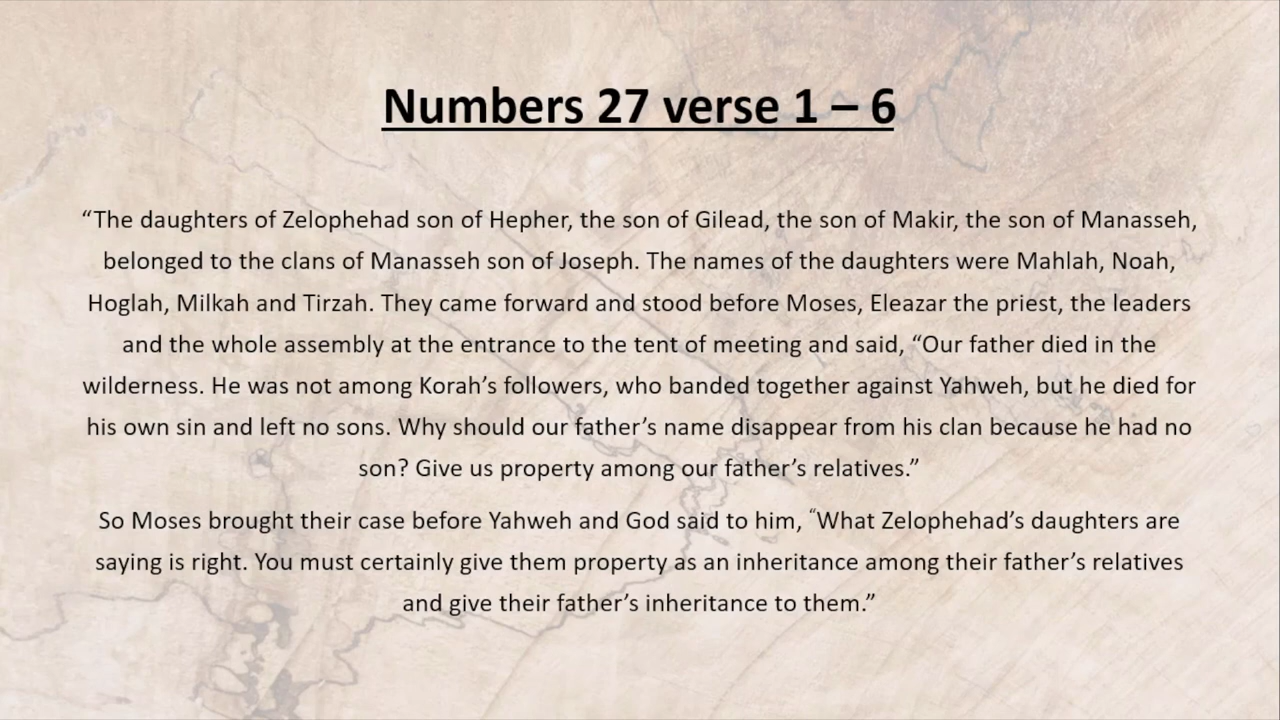 Numbers 27 verse 1 – 6
“The daughters of Zelophehad son of Hepher, the son of Gilead, the son of Makir, the son of Manasseh,
belonged to the clans of Manasseh son of Joseph. The names of the daughters were Mahlah, Noah,
Hoglah, Milkah and Tirzah. They came forward and stood before Moses, Eleazar the priest, the leaders
and the whole assembly at the entrance to the tent of meeting and said, “Our father died in the
wilderness. He was not among Korah’s followers, who banded together against Yahweh, but he died for
his own sin and left no sons. Why should our father’s name disappear from his clan because he had no
son? Give us property among our father’s relatives.”
So Moses brought their case before Yahweh and God said to him, “What Zelophehad’s daughters are
saying is right. You must certainly give them property as an inheritance among their father’s relatives
and give their father’s inheritance to them.”